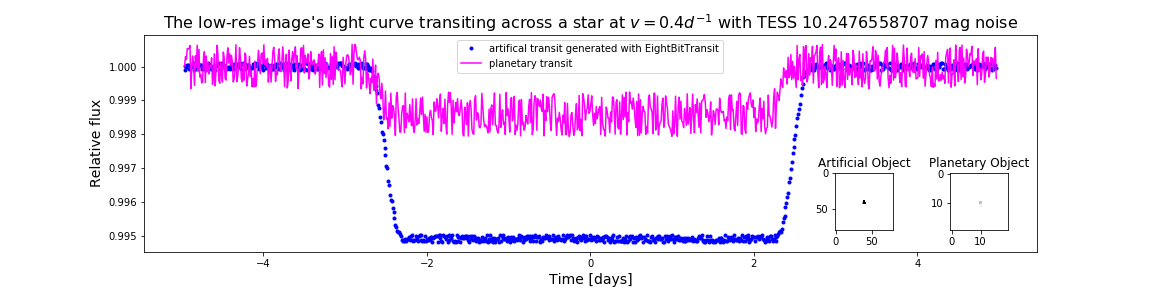 The low-res image's light curve transiting across a star at v = 0.4d⁻¹ with TESS 10.2476558707 mag noise
artifical transit generated with EightBitTransit
planetary transit
Relative flux
1.000
0.999
0.998
0.997
0.996
0.995
Artificial Object
0
50
0
50
Planetary Object
0
10
0
10
−4
−2
0
2
4
Time [days]